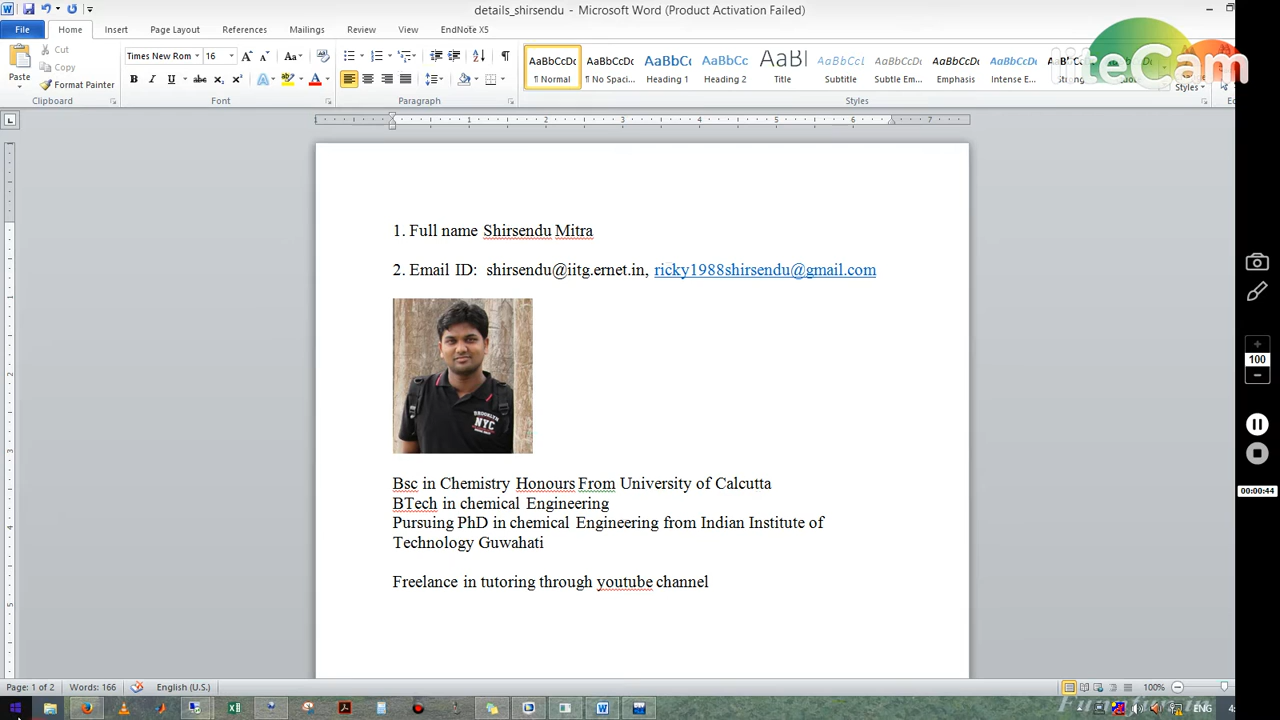 details_shirsendu - Microsoft Word (Product Activation Failed)
File Home Insert Page Layout References Mailings Review View EndNote X5
liteCam
Paste
Cut
Copy
Format Painter
Times New Rom 16
AaBbCcDc AaBbCcDc AaBbCc AaBbCc AaBl AaBbCcDc AaBbCcDc AaBbCcDc AaBbCcDc
¶ Normal ¶ No Spaci... Heading 1 Heading 2 Title Subtitle Subtle Em... Emphasis Intense E...
Styles
Clipboard Font Paragraph Styles
1. Full name Shirsendu Mitra
2. Email ID: shirsendu@iitg.ernet.in, ricky1988shirsendu@gmail.com
BROOKLYN
NYC
Bsc in Chemistry Honours From University of Calcutta
BTech in chemical Engineering
Pursuing PhD in chemical Engineering from Indian Institute of
Technology Guwahati
Freelance in tutoring through youtube channel
100
00:00:44
Page: 1 of 2 Words: 166 English (U.S.) 100%
ENG